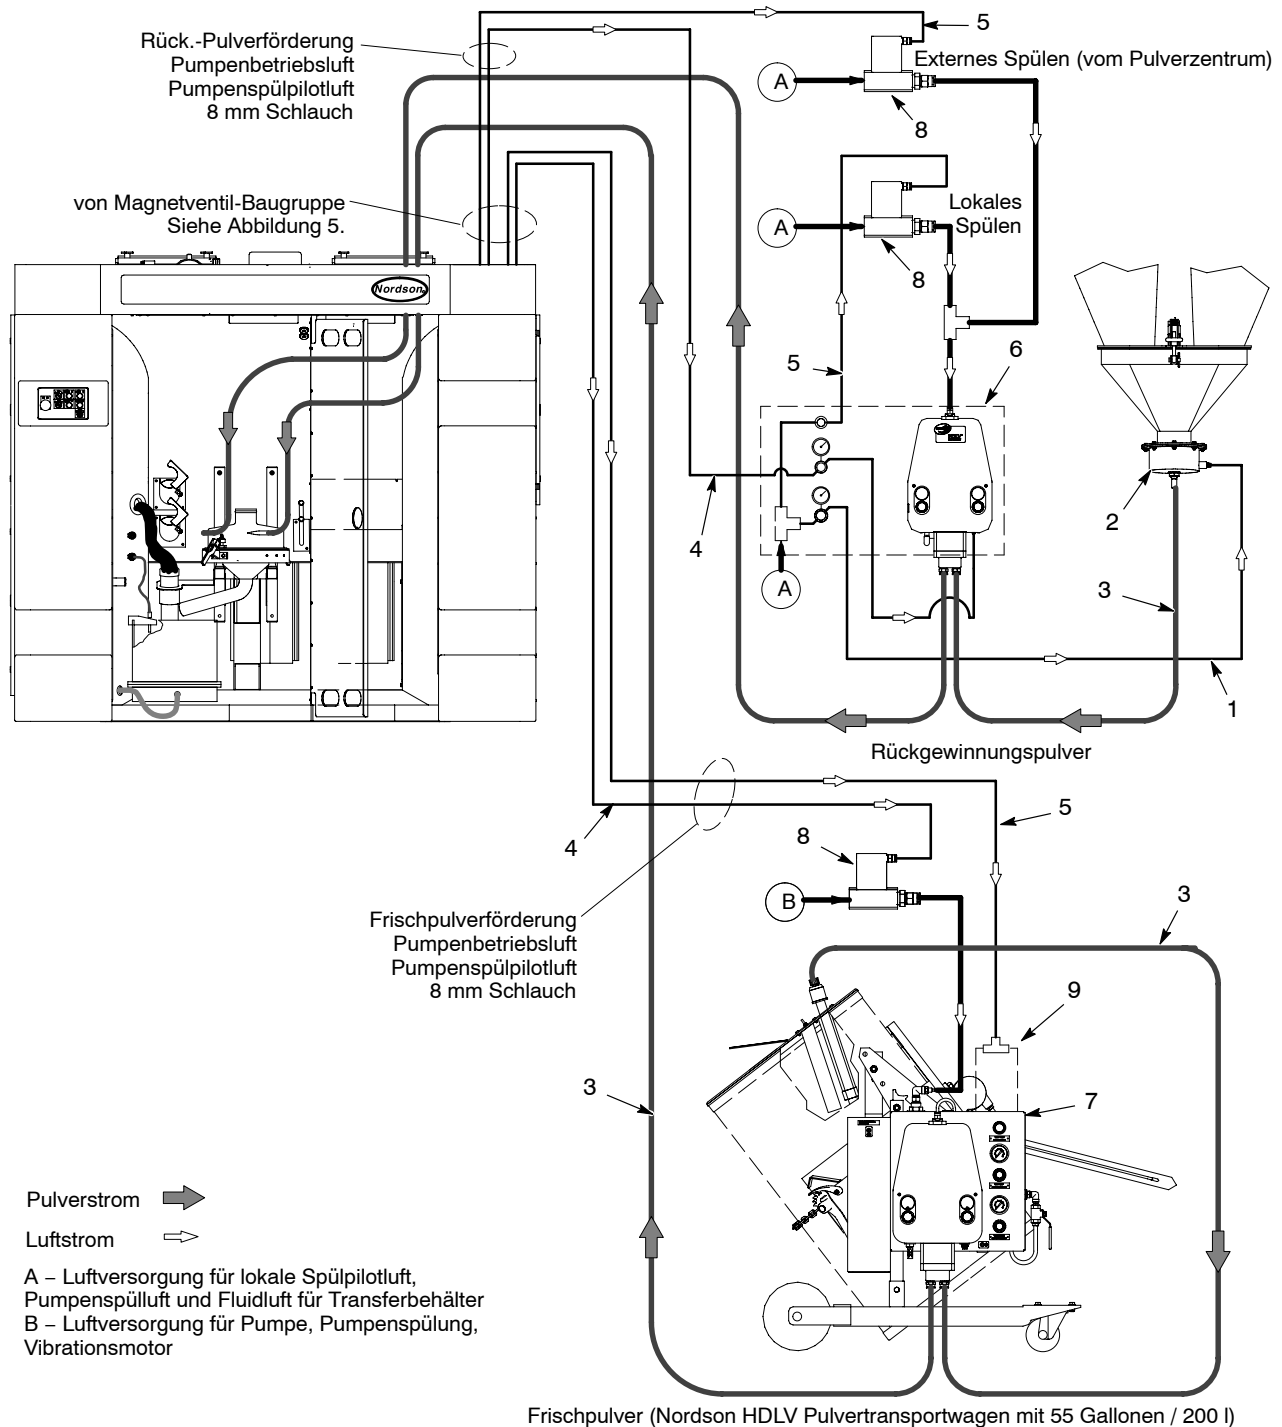 5
Rück.-Pulverförderung
Pumpenbetriebsluft
Pumpenspülpilotluft
8 mm Schlauch
Externes Spülen (vom Pulverzentrum)
A
8
von Magnetventil-Baugruppe
Siehe Abbildung 5.
Lokales
Spülen
A
8
Nordson
6
5
2
4
A
3
1
Rückgewinnungspulver
4
5
8
B
3
Frischpulverförderung
Pumpenbetriebsluft
Pumpenspülpilotluft
8 mm Schlauch
9
3
7
Pulverstrom
Luftstrom
A – Luftversorgung für lokale Spülpilotluft,
Pumpenspülluft und Fluidluft für Transferbehälter
B – Luftversorgung für Pumpe, Pumpenspülung,
Vibrationsmotor
Frischpulver (Nordson HDLV Pulvertransportwagen mit 55 Gallonen / 200 l)